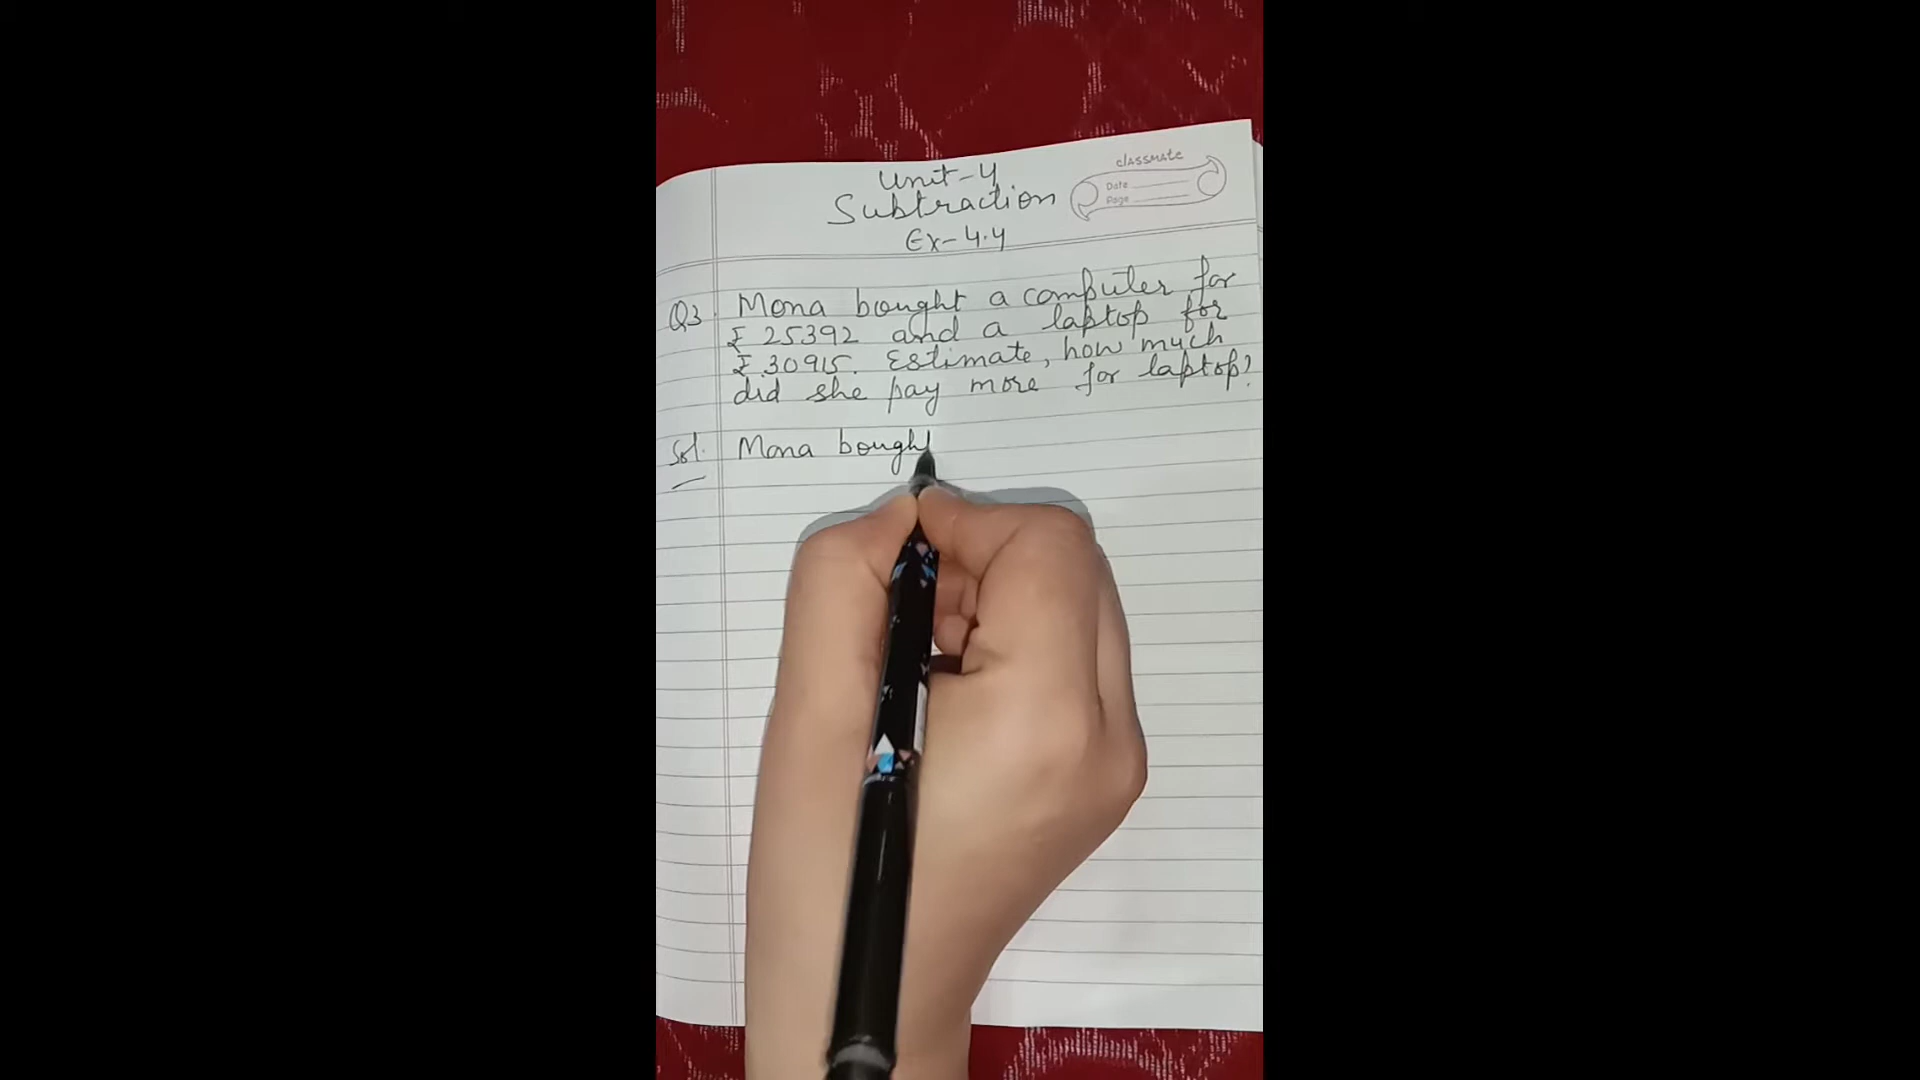 classmate
Date
Page
Unit-4
Subtraction
Ex-4.4
Q3. Mona bought a computer for
₹ 25392 and a laptop for
₹ 30915. Estimate, how much
did she pay more for laptop?
Sol. Mona bought